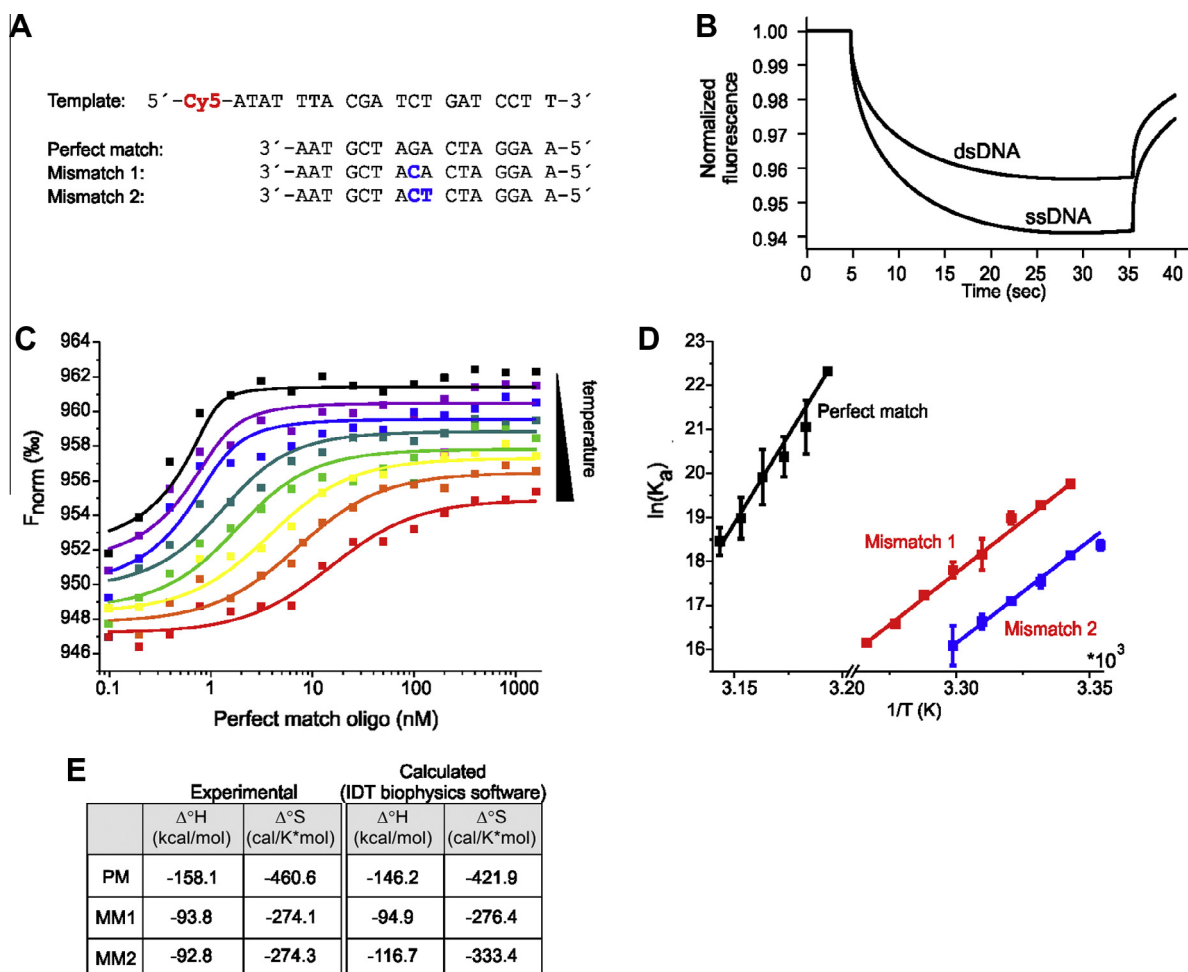 A
Template: 5´-Cy5-ATAT TTA CGA TCT GAT CCT T-3´
Perfect match: 3´-AAT GCT AGA CTA GGA A-5´
Mismatch 1: 3´-AAT GCT ACA CTA GGA A-5´
Mismatch 2: 3´-AAT GCT ACT CTA GGA A-5´
B
Normalized
fluorescence
1.00
0.99
0.98
0.97
0.96
0.95
0.94
dsDNA
ssDNA
0 5 10 15 20 25 30 35 40
Time (sec)
C
Fnorm (‰)
964
962
960
958
956
954
952
950
948
946
temperature
0.1 1 10 100 1000
Perfect match oligo (nM)
D
ln(Ka)
23
22
21
20
19
18
17
16
Perfect match
Mismatch 1
Mismatch 2
*10³
3.15 3.20 3.30 3.35
1/T (K)
E
Experimental
Calculated
(IDT biophysics software)
Δ°H (kcal/mol) Δ°S (cal/K*mol) Δ°H (kcal/mol) Δ°S (cal/K*mol)
PM -158.1 -460.6 -146.2 -421.9
MM1 -93.8 -274.1 -94.9 -276.4
MM2 -92.8 -274.3 -116.7 -333.4